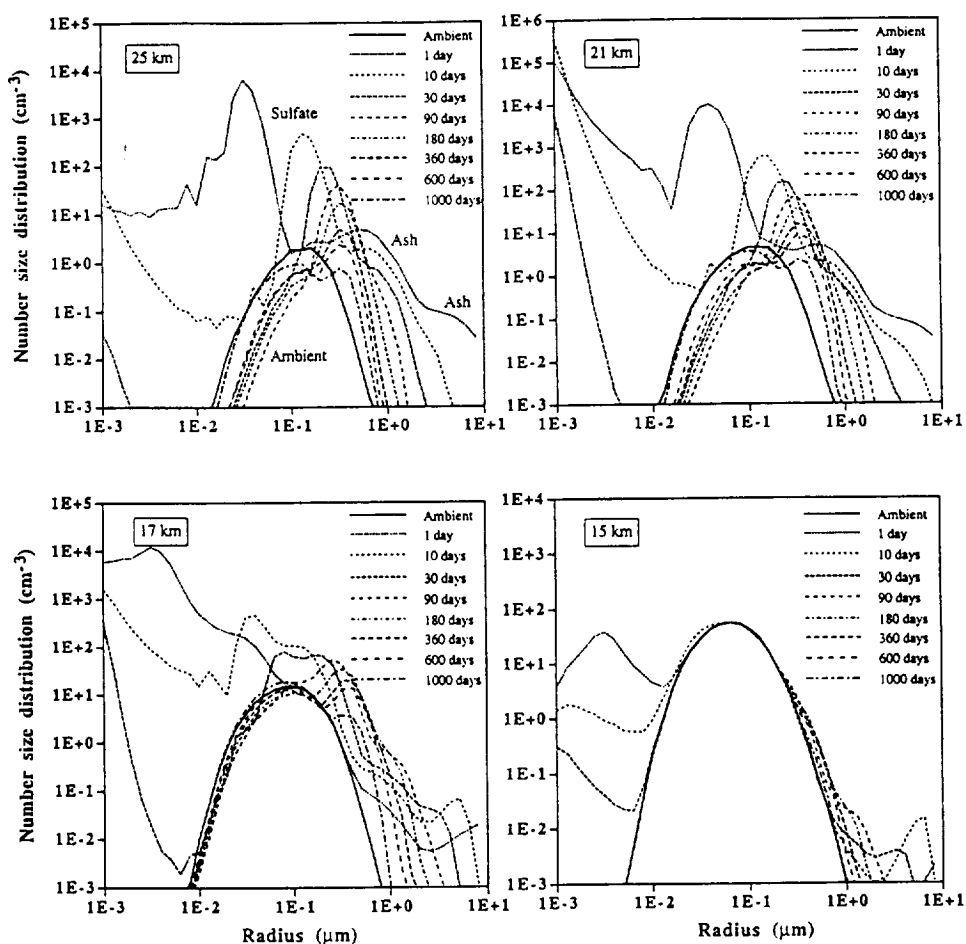 1E+5
1E+4
1E+3
1E+2
1E+1
1E+0
1E-1
1E-2
1E-3
Number size distribution (cm-3)
25 km
Sulfate
Ash
Ash
Ambient
Ambient
1 day
10 days
30 days
90 days
180 days
360 days
600 days
1000 days
1E-3 1E-2 1E-1 1E+0 1E+1
1E+6
1E+5
1E+4
1E+3
1E+2
1E+1
1E+0
1E-1
1E-2
1E-3
21 km
Ambient
1 day
10 days
30 days
90 days
180 days
360 days
600 days
1000 days
1E-3 1E-2 1E-1 1E+0 1E+1
1E+5
1E+4
1E+3
1E+2
1E+1
1E+0
1E-1
1E-2
1E-3
Number size distribution (cm-3)
17 km
Ambient
1 day
10 days
30 days
90 days
180 days
360 days
600 days
1000 days
1E-3 1E-2 1E-1 1E+0 1E+1
Radius (μm)
1E+4
1E+3
1E+2
1E+1
1E+0
1E-1
1E-2
1E-3
15 km
Ambient
1 day
10 days
30 days
90 days
180 days
360 days
600 days
1000 days
1E-3 1E-2 1E-1 1E+0 1E+1
Radius (μm)